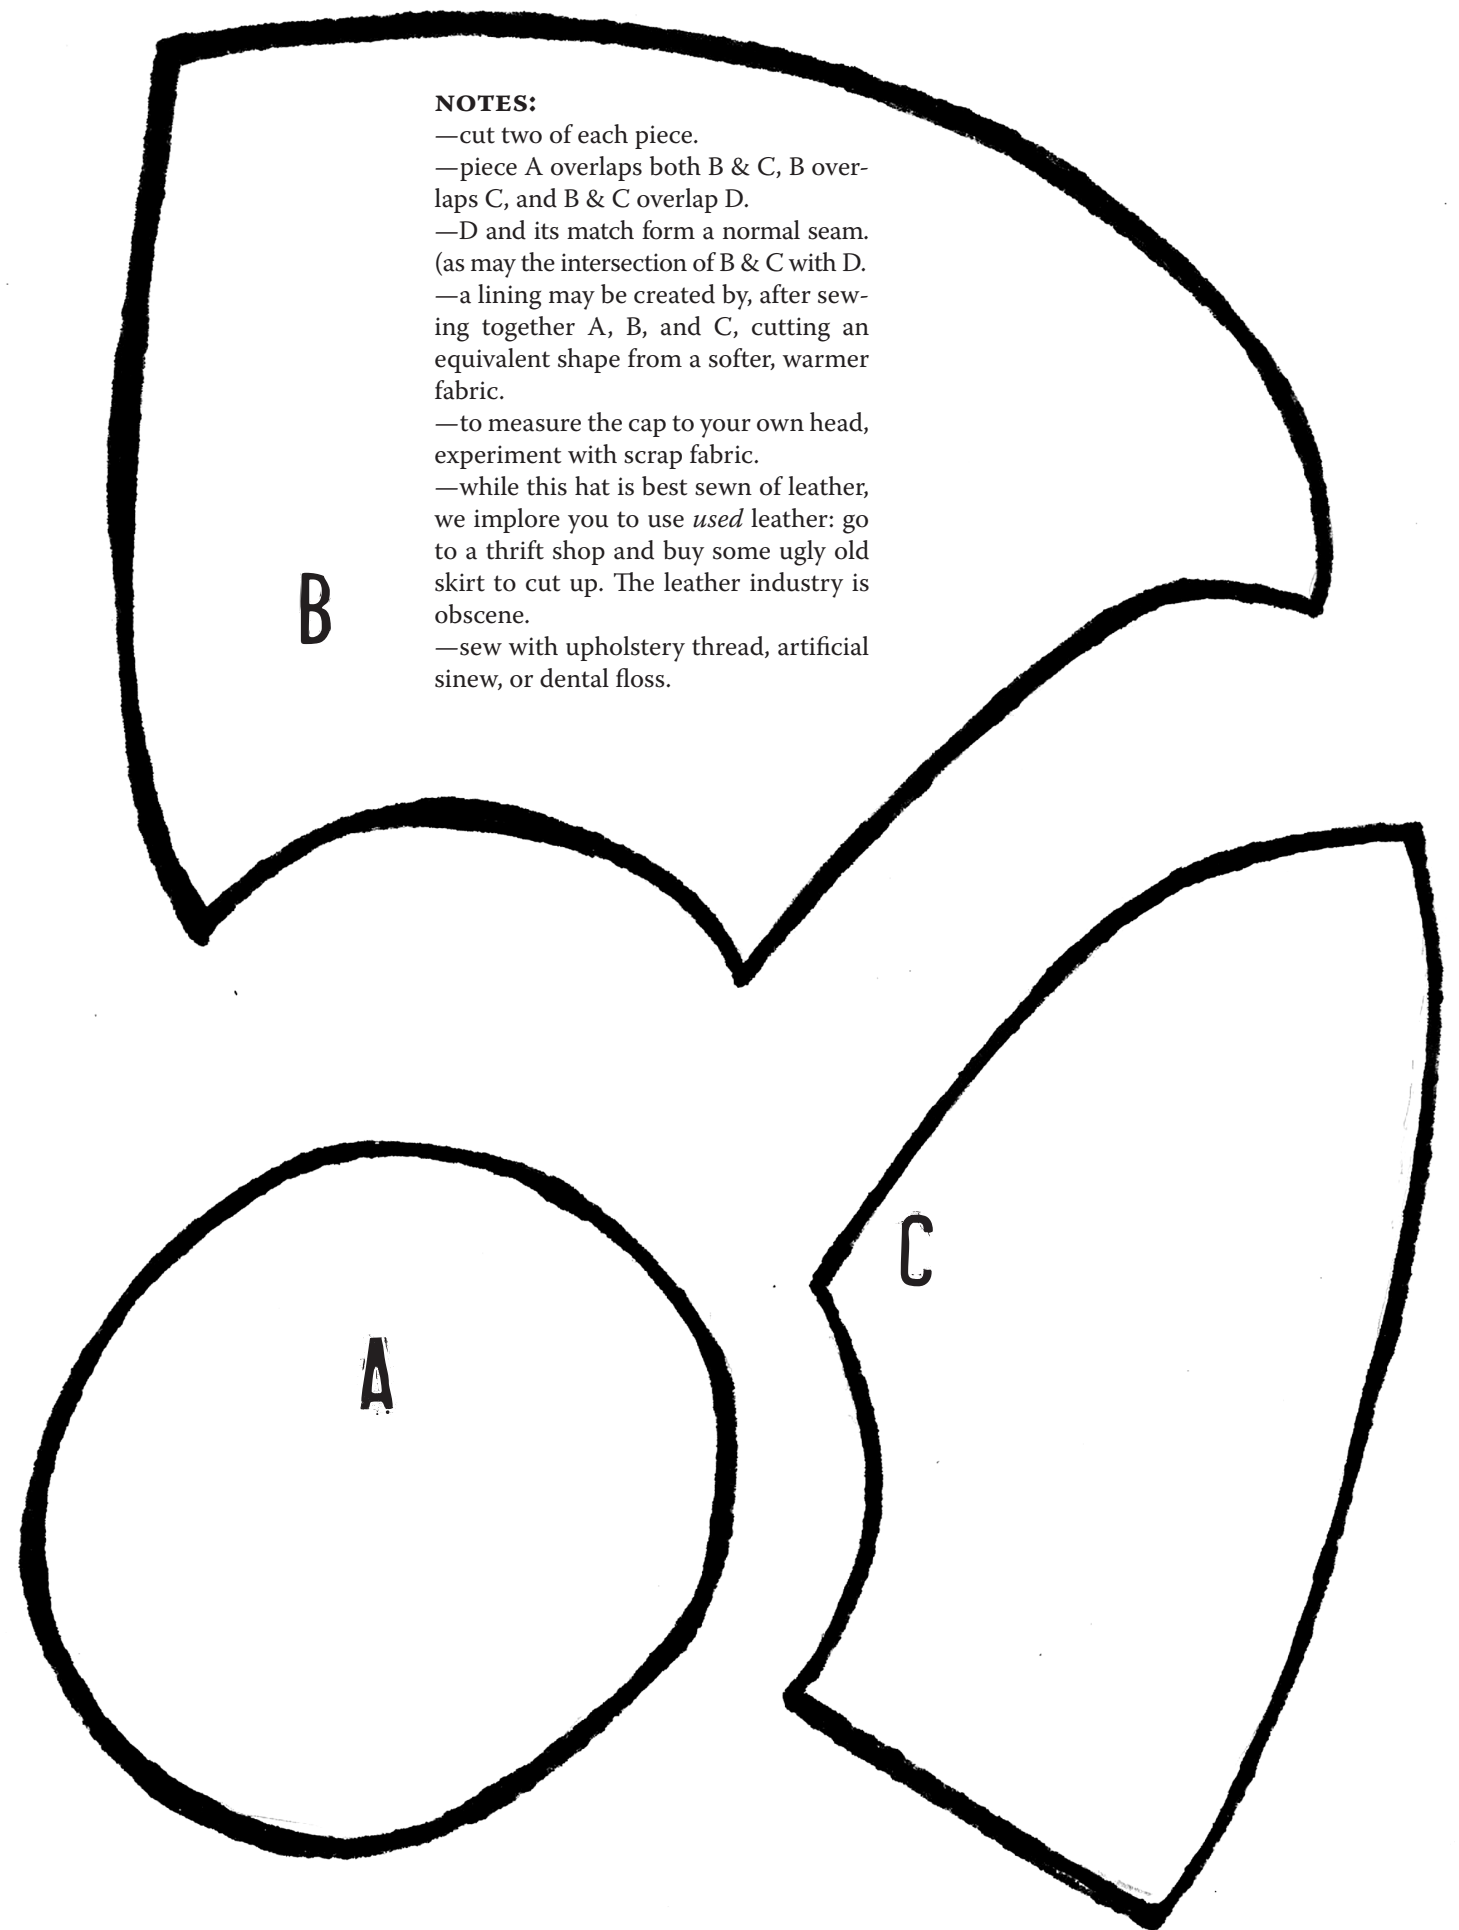 NOTES:
—cut two of each piece.
—piece A overlaps both B & C, B over-
laps C, and B & C overlap D.
—D and its match form a normal seam.
(as may the intersection of B & C with D.
—a lining may be created by, after sew-
ing together A, B, and C, cutting an
equivalent shape from a softer, warmer
fabric.
—to measure the cap to your own head,
experiment with scrap fabric.
—while this hat is best sewn of leather,
we implore you to use used leather: go
to a thrift shop and buy some ugly old
skirt to cut up. The leather industry is
obscene.
—sew with upholstery thread, artificial
sinew, or dental floss.
B
C
A